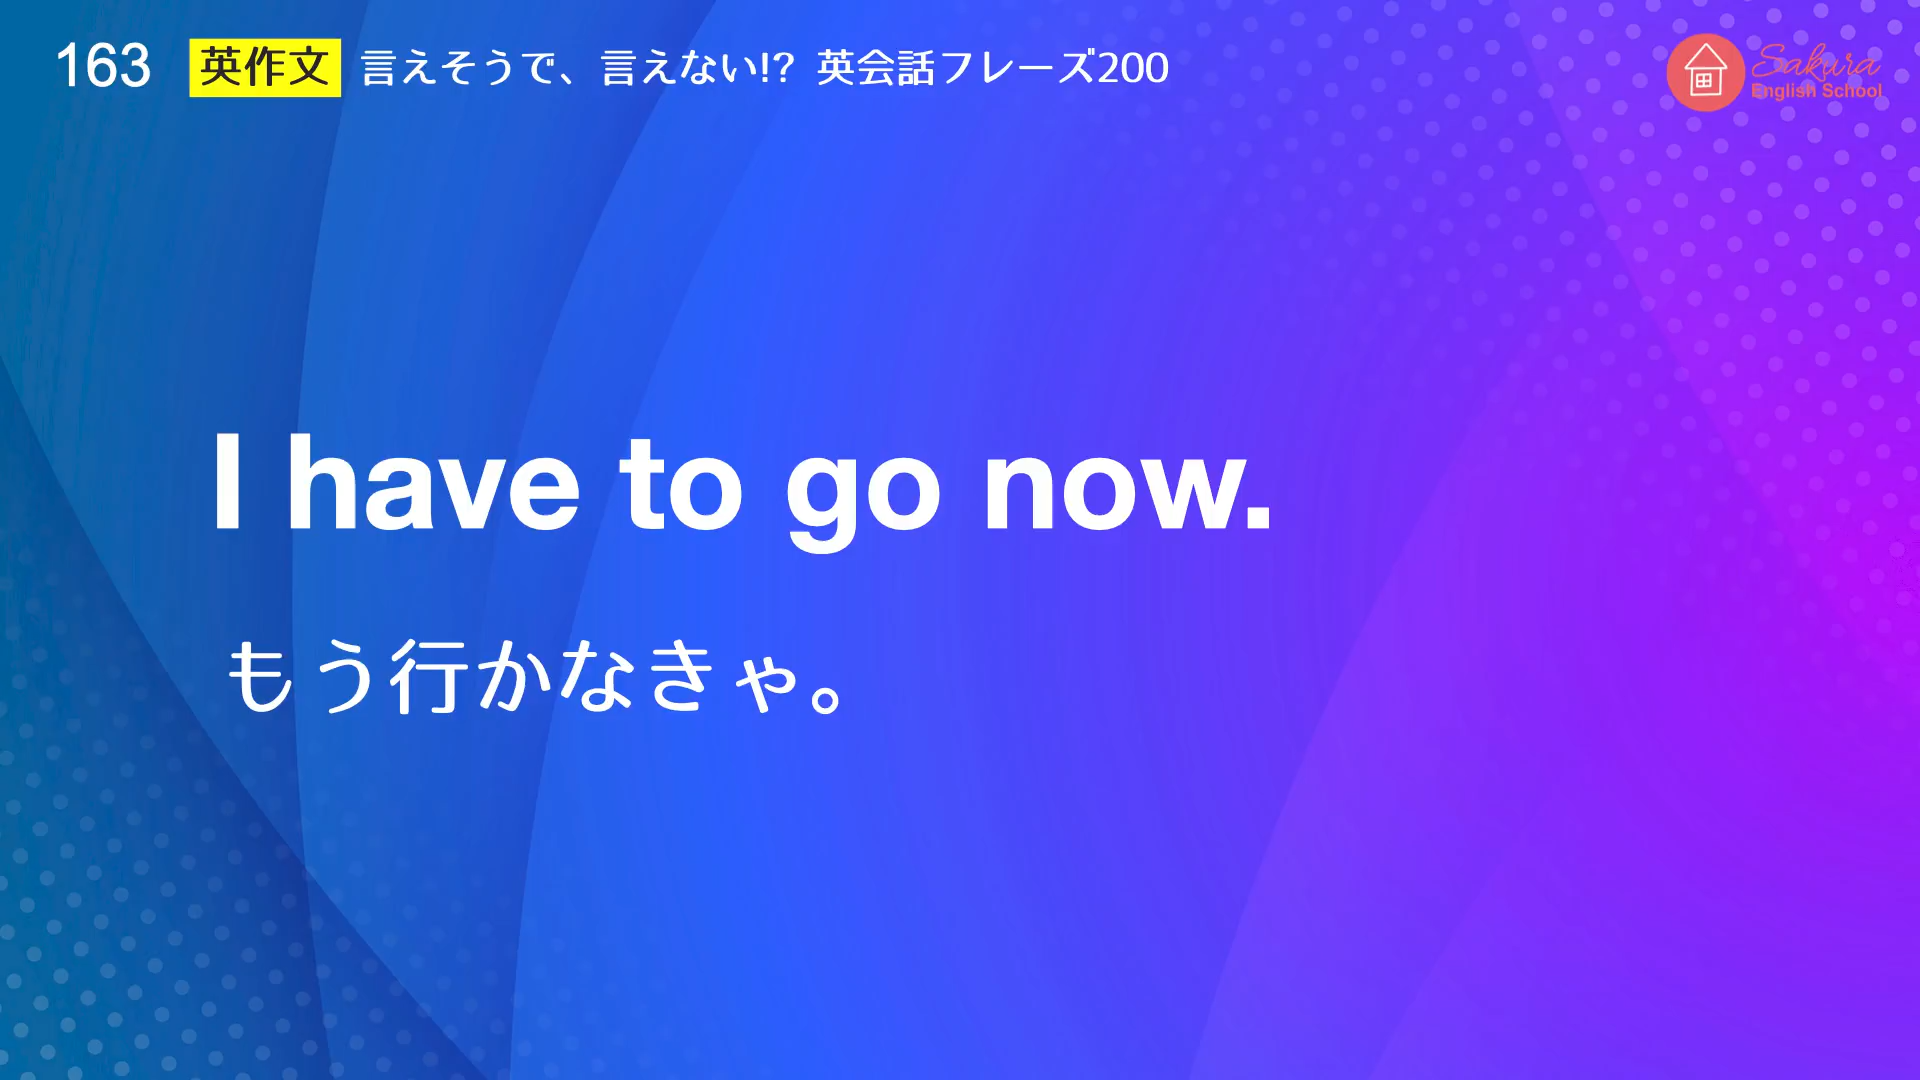 163 英作文 言えそうで、言えない!? 英会話フレーズ200
Sakura
English School
I have to go now.
もう行かなきゃ。